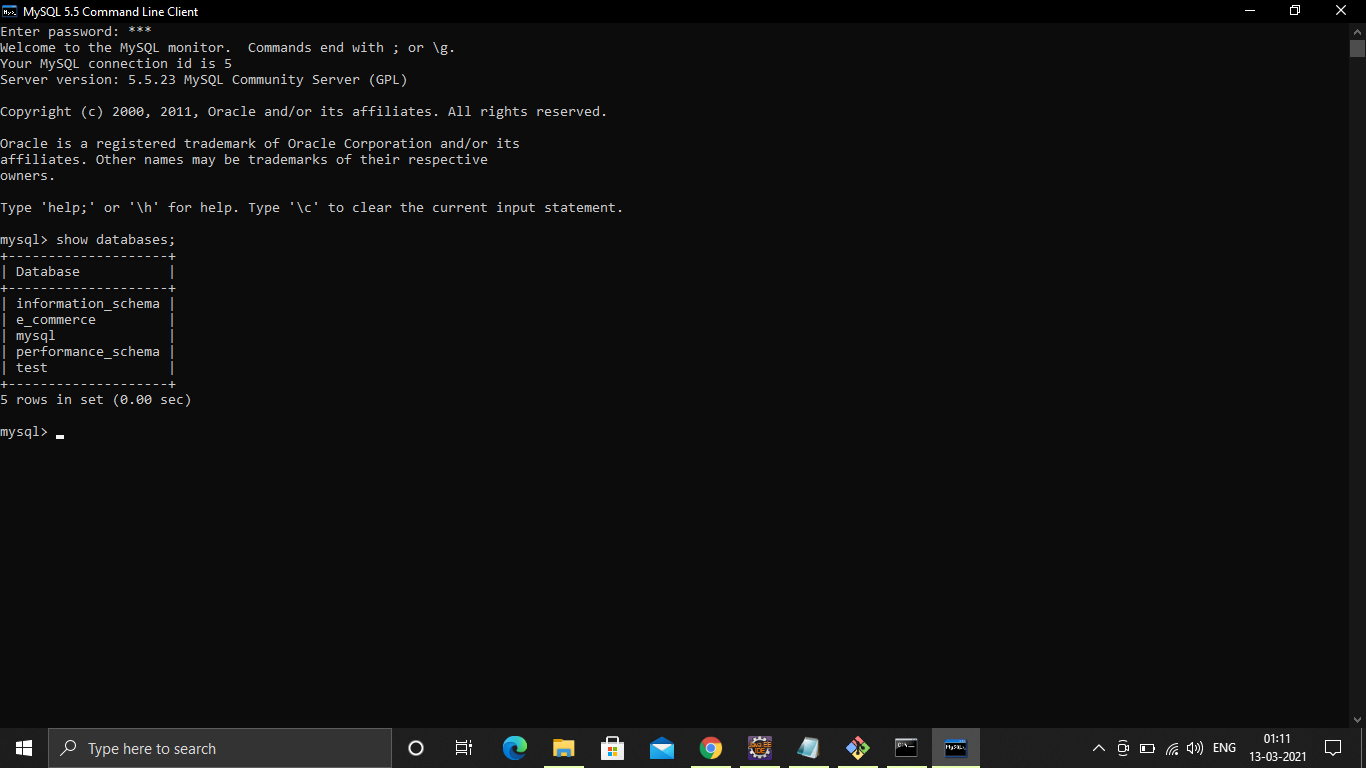 MySQL 5.5 Command Line Client
Enter password: ***
Welcome to the MySQL monitor.  Commands end with ; or \g.
Your MySQL connection id is 5
Server version: 5.5.23 MySQL Community Server (GPL)
Copyright (c) 2000, 2011, Oracle and/or its affiliates. All rights reserved.
Oracle is a registered trademark of Oracle Corporation and/or its
affiliates. Other names may be trademarks of their respective
owners.
Type 'help;' or '\h' for help. Type '\c' to clear the current input statement.
mysql> show databases;
+--------------------+
| Database           |
+--------------------+
| information_schema |
| e_commerce         |
| mysql              |
| performance_schema |
| test               |
+--------------------+
5 rows in set (0.00 sec)
mysql>
Type here to search
ENG
01:11
13-03-2021